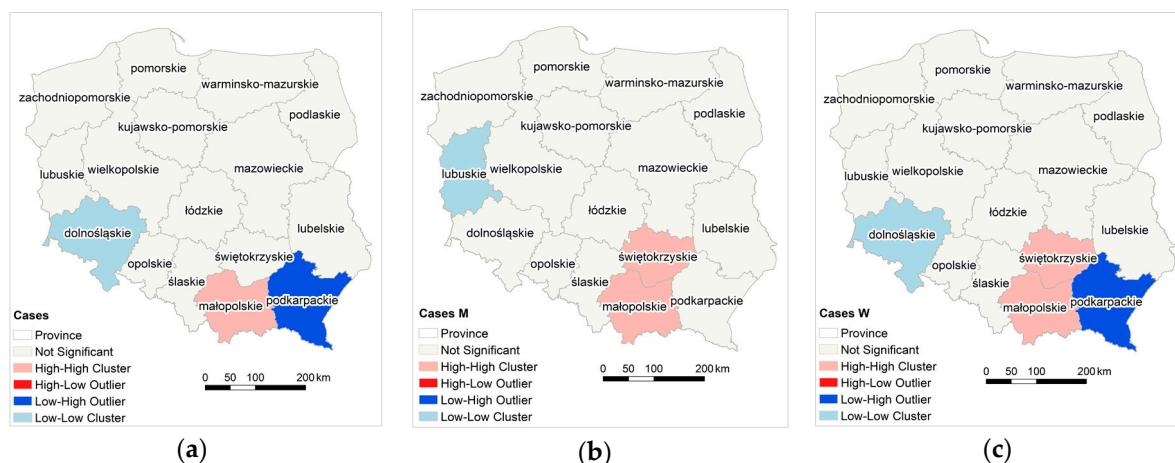 pomorskie
warminsko-mazurskie
zachodniopomorskie
podlaskie
kujawsko-pomorskie
mazowieckie
wielkopolskie
lubuskie
łódzkie
lubelskie
dolnośląskie
opolskie
świętokrzyskie
śląskie
małopolskie
podkarpackie
Cases
Province
Not Significant
High-High Cluster
High-Low Outlier
Low-High Outlier
Low-Low Cluster
0 50 100 200 km
(a)
pomorskie
warminsko-mazurskie
zachodniopomorskie
podlaskie
kujawsko-pomorskie
mazowieckie
wielkopolskie
lubuskie
łódzkie
lubelskie
dolnośląskie
świętokrzyskie
opolskie
śląskie
małopolskie
podkarpackie
Cases M
Province
Not Significant
High-High Cluster
High-Low Outlier
Low-High Outlier
Low-Low Cluster
0 50 100 200 km
(b)
pomorskie
warminsko-mazurskie
zachodniopomorskie
podlaskie
kujawsko-pomorskie
mazowieckie
wielkopolskie
lubuskie
łódzkie
lubelskie
dolnośląskie
świętokrzyskie
opolskie
śląskie
małopolskie
podkarpackie
Cases W
Province
Not Significant
High-High Cluster
High-Low Outlier
Low-High Outlier
Low-Low Cluster
0 50 100 200 km
(c)